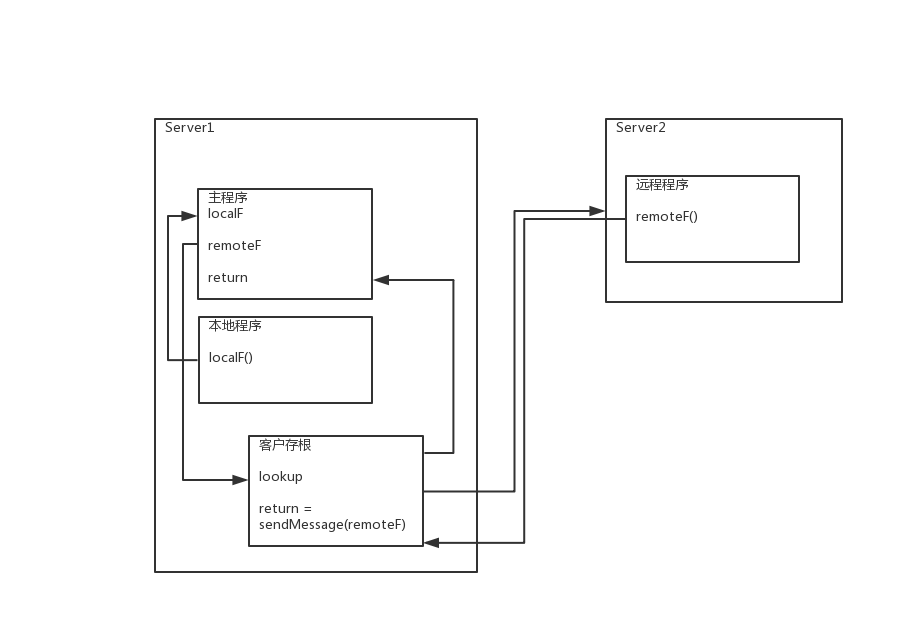 Server1
主程序
localF
remoteF
return
本地程序
localF()
客户存根
lookup
return =
sendMessage(remoteF)
Server2
远程程序
remoteF()